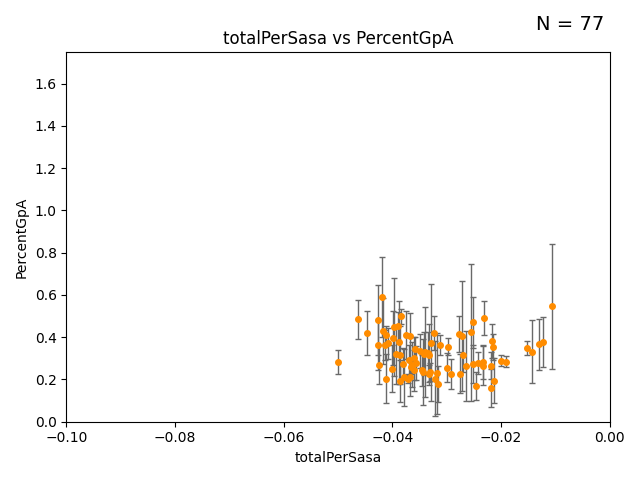 N = 77
totalPerSasa vs PercentGpA
PercentGpA
1.6
1.4
1.2
1.0
0.8
0.6
0.4
0.2
0.0
−0.10 −0.08 −0.06 −0.04 −0.02 0.00
totalPerSasa